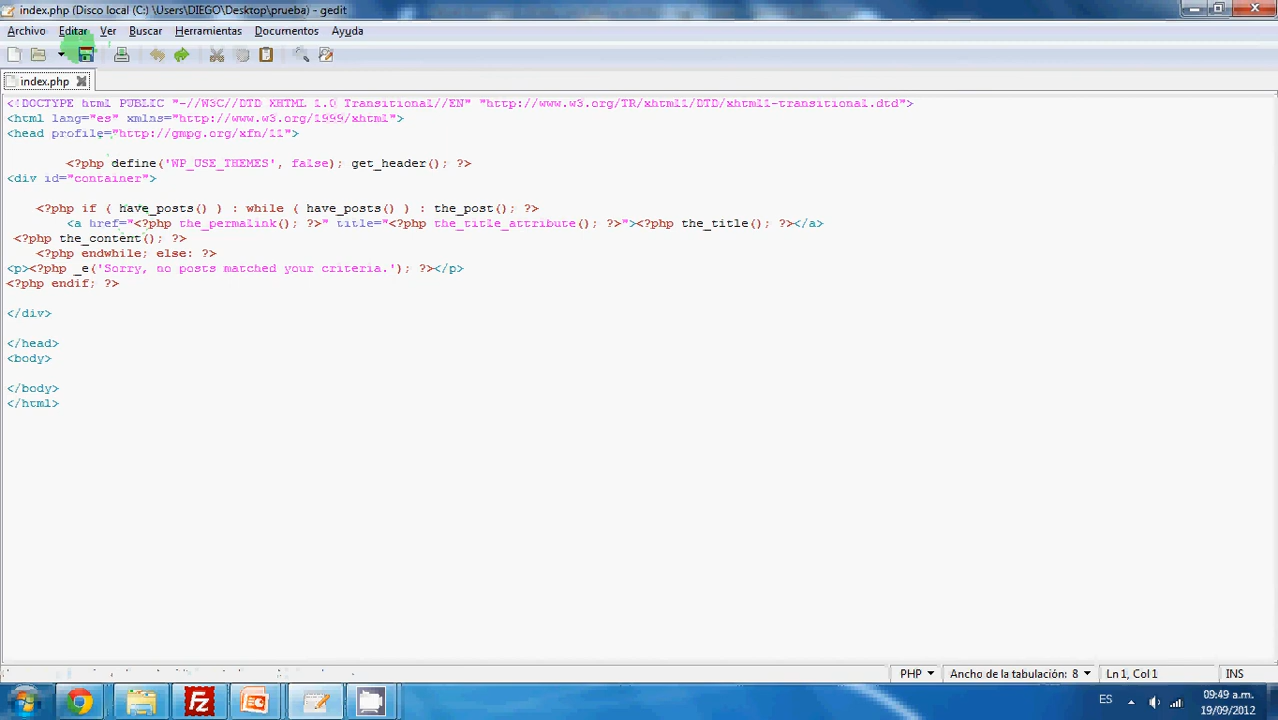 index.php (Disco local (C:) \Users\DIEGO\Desktop\prueba) - gedit
Archivo Editar Ver Buscar Herramientas Documentos Ayuda
index.php
<!DOCTYPE html PUBLIC "-//W3C//DTD XHTML 1.0 Transitional//EN" "http://www.w3.org/TR/xhtml1/DTD/xhtml1-transitional.dtd">
<html lang="es" xmlns="http://www.w3.org/1999/xhtml">
<head profile="http://gmpg.org/xfn/11">
<?php define('WP_USE_THEMES', false); get_header(); ?>
<div id="container">
<?php if ( have_posts() ) : while ( have_posts() ) : the_post(); ?>
<a href="<?php the_permalink(); ?>" title="<?php the_title_attribute(); ?>"><?php the_title(); ?></a>
<?php the_content(); ?>
<?php endwhile; else: ?>
<p><?php _e('Sorry, no posts matched your criteria.'); ?></p>
<?php endif; ?>
</div>
</head>
<body>
</body>
</html>
PHP Ancho de la tabulación: 8 Ln 1, Col 1 INS
ES 09:49 a.m.
19/09/2012